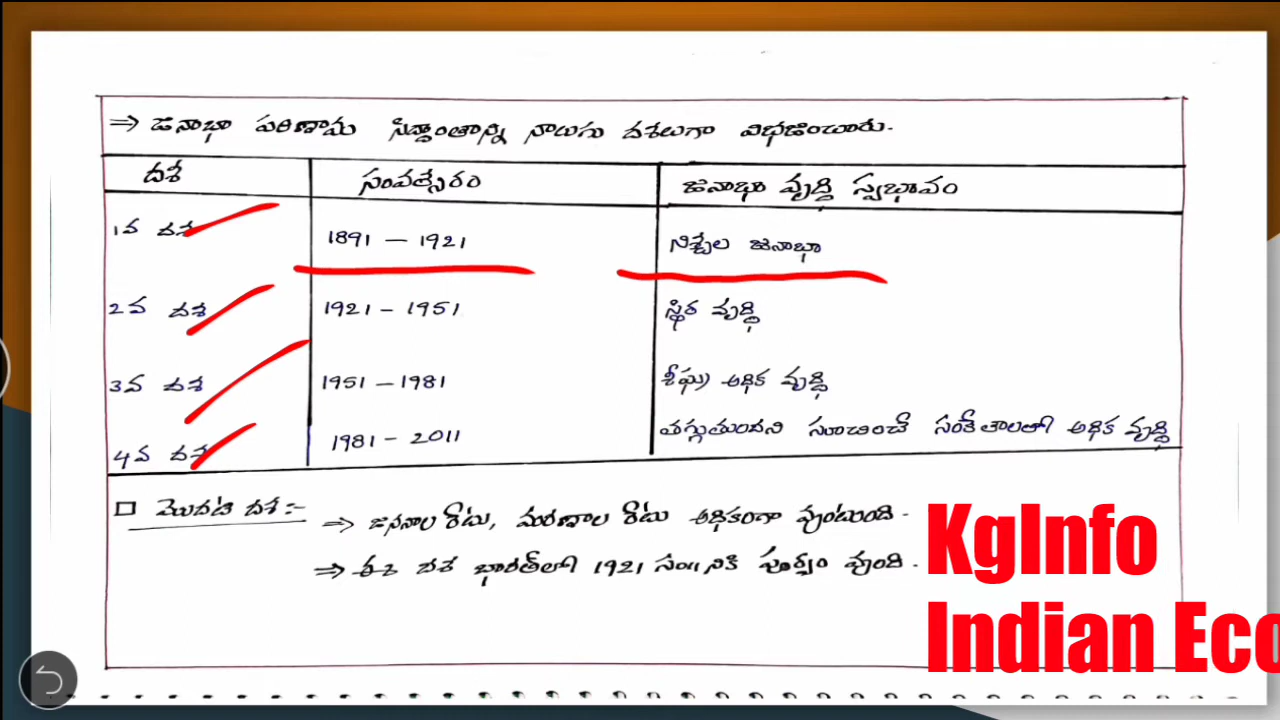 ⇒ జనాభా పరిణామ సిద్ధాంతాన్ని నాలుగు దశలుగా విభజించారు.
దశ సంవత్సరం జనాభా వృద్ధి స్వభావం
1వ దశ 1891 – 1921 నిశ్చల జనాభా
2వ దశ 1921 – 1951 స్థిర వృద్ధి
3వ దశ 1951 – 1981 శీఘ్ర అధిక వృద్ధి
4వ దశ 1981 – 2011 తగ్గుతుందని సూచించే సంకేతాలతో అధిక వృద్ధి
□ మొదటి దశ :- ⇒ జననాల రేటు, మరణాల రేటు అధికంగా వుంటుంది.
⇒ ఈ దశ భారత్‌లో 1921 సం॥నికి పూర్వం వుంది.
KgInfo
Indian Eco